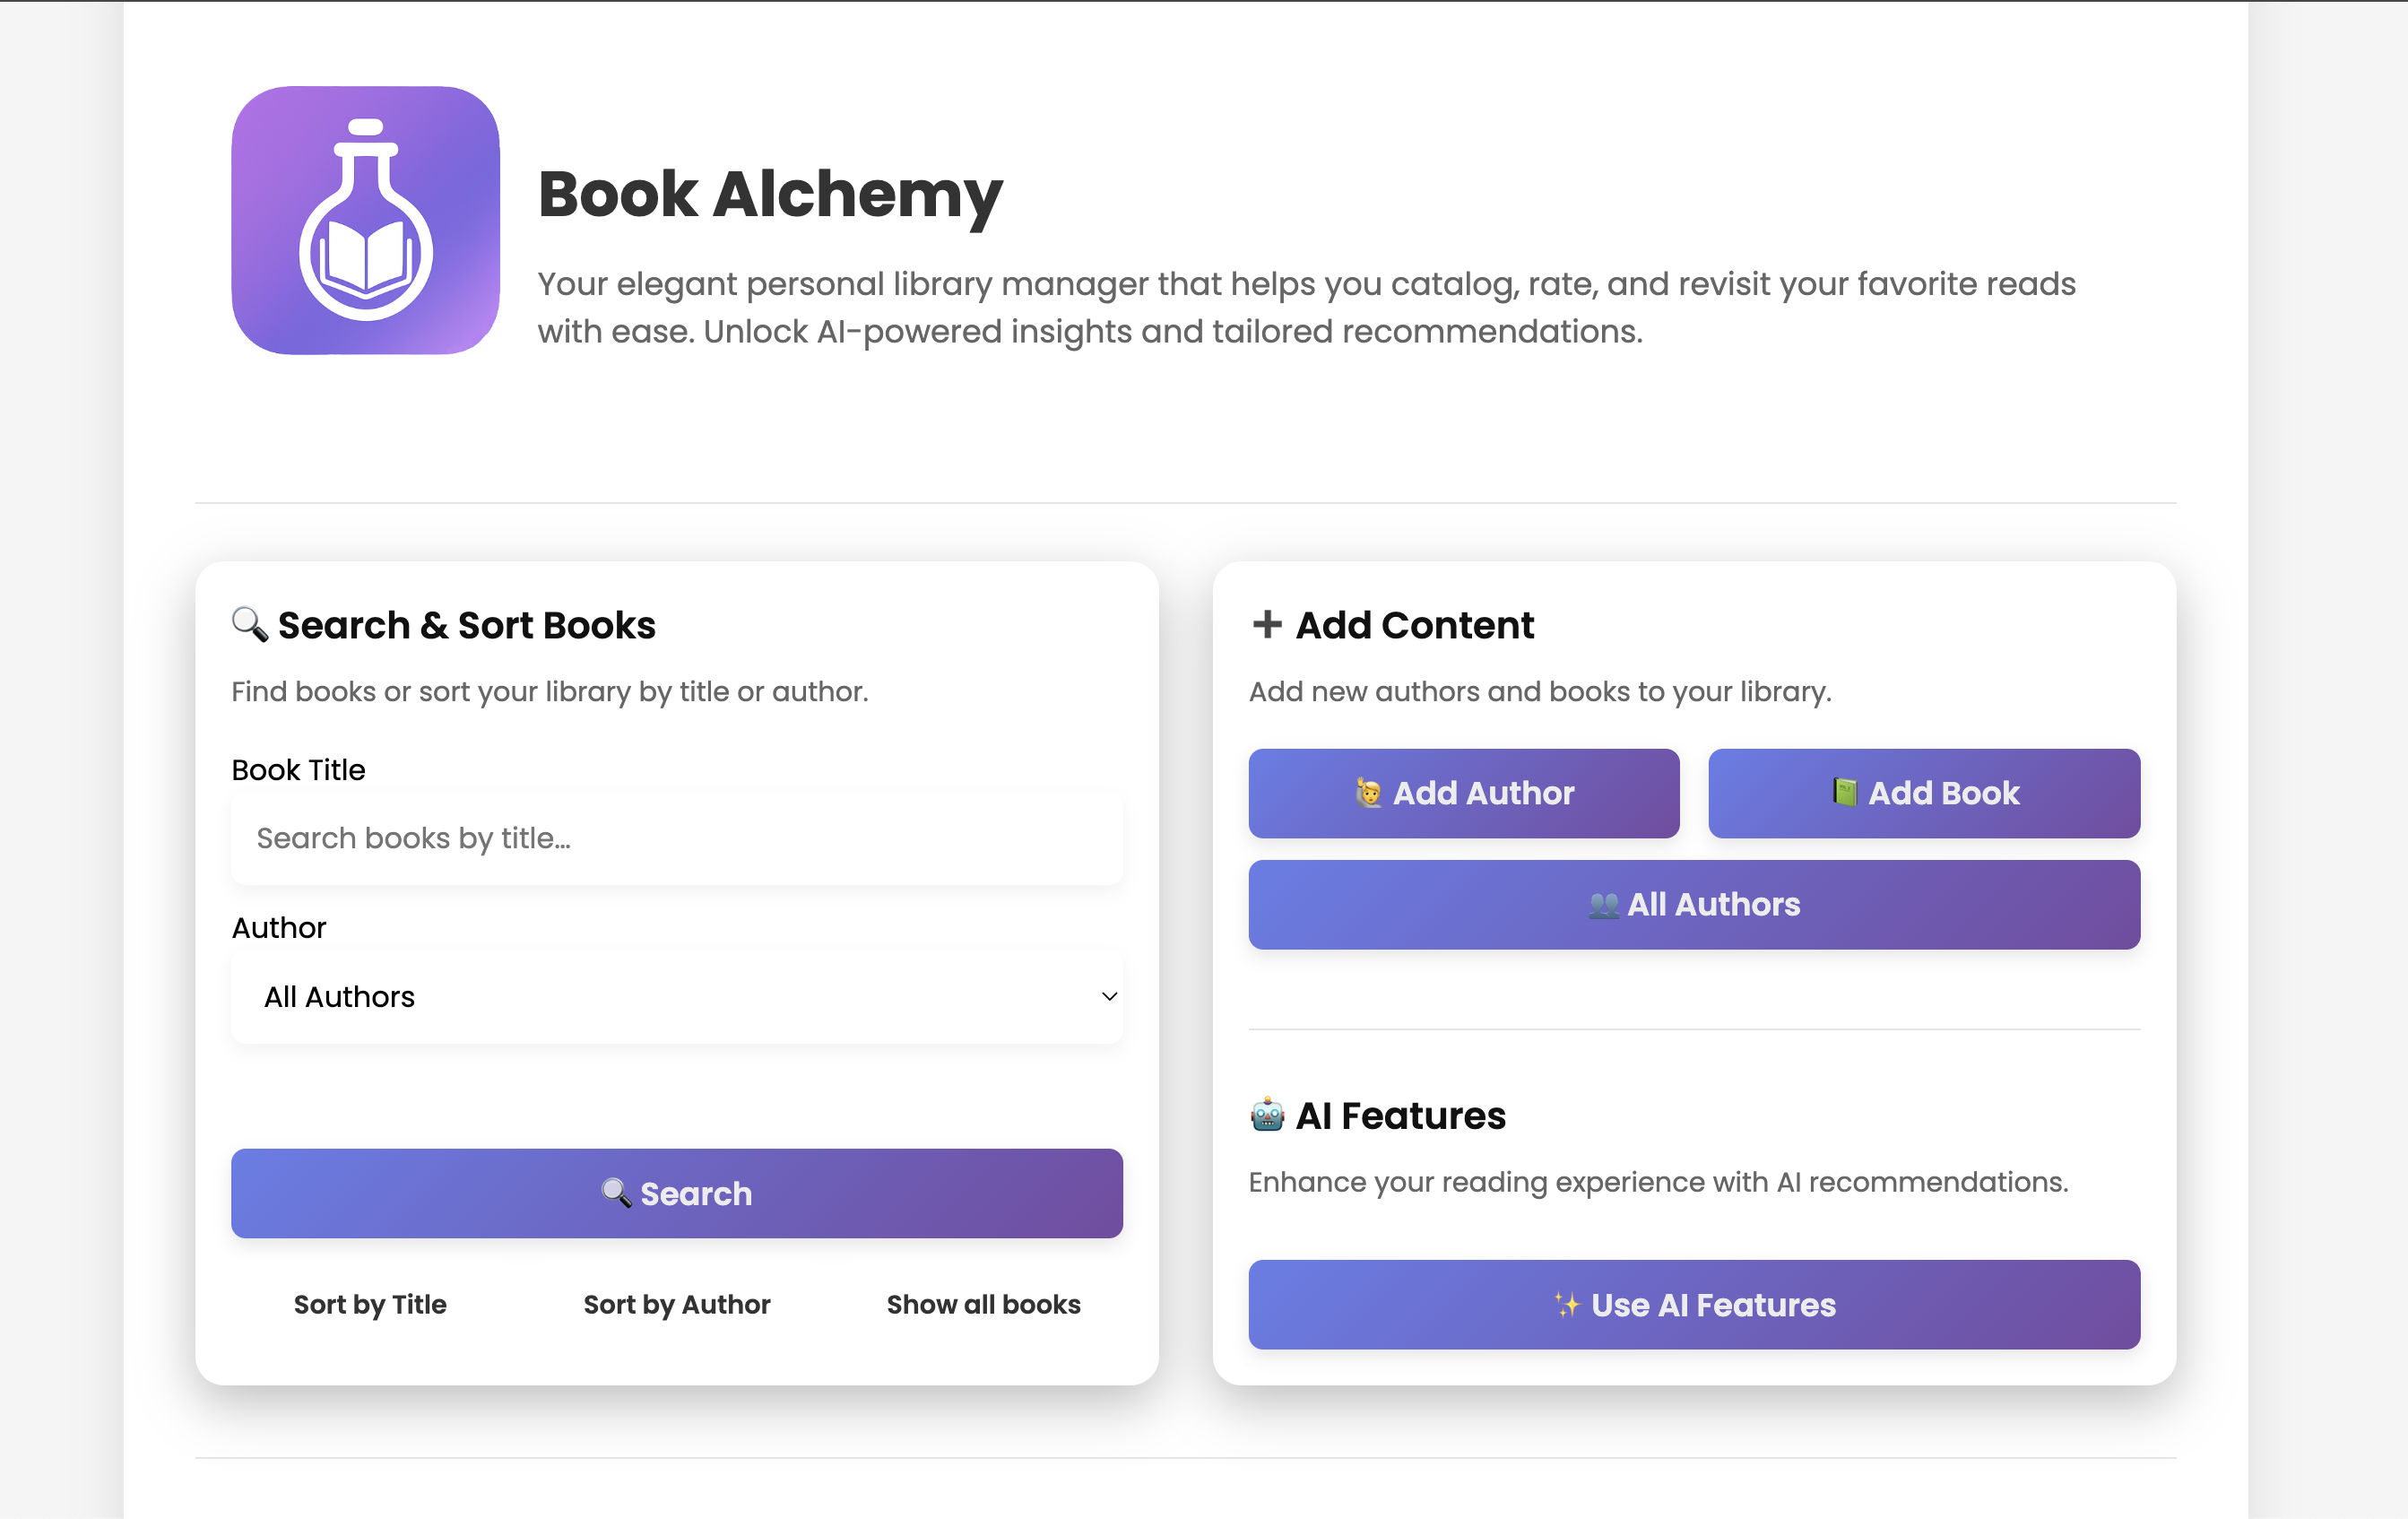 Book Alchemy
Your elegant personal library manager that helps you catalog, rate, and revisit your favorite reads
with ease. Unlock AI-powered insights and tailored recommendations.
🔍 Search & Sort Books
Find books or sort your library by title or author.
Book Title
Search books by title...
Author
All Authors
🔍 Search
Sort by Title
Sort by Author
Show all books
➕ Add Content
Add new authors and books to your library.
🙋 Add Author
📗 Add Book
👥 All Authors
🤖 AI Features
Enhance your reading experience with AI recommendations.
✨ Use AI Features